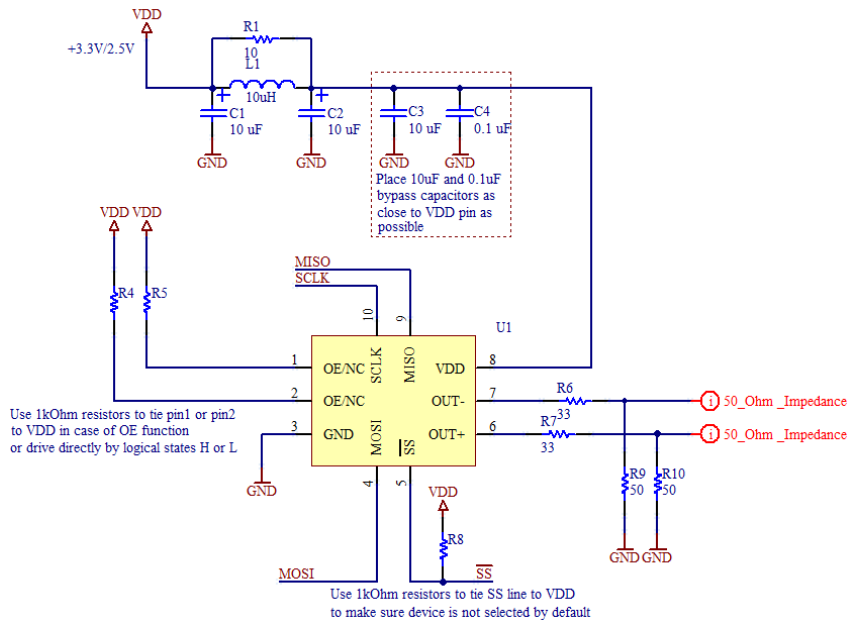 VDD
+3.3V/2.5V
R1
10
L1
10uH
C1
10 uF
C2
10 uF
C3
10 uF
C4
0.1 uF
GND
GND
GND
GND
Place 10uF and 0.1uF
bypass capacitors as
close to VDD pin as
possible
VDD
VDD
R4
R5
MISO
SCLK
10
9
U1
1
OE/NC
SCLK
MISO
VDD
8
2
OE/NC
OUT-
7
3
GND
MOSI
SS
OUT+
6
4
5
R6
33
R7
33
50_Ohm _Impedance
50_Ohm _Impedance
R9
50
R10
50
GND
GND
Use 1kOhm resistors to tie pin1 or pin2
to VDD in case of OE function
or drive directly by logical states H or L
GND
VDD
R8
MOSI
SS
Use 1kOhm resistors to tie SS line to VDD
to make sure device is not selected by default